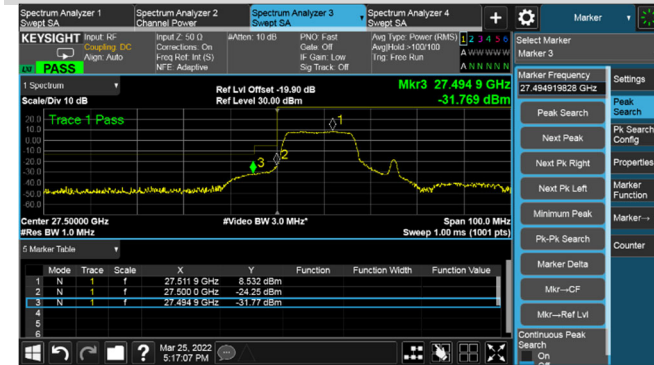 Spectrum Analyzer 1
Swept SA
Spectrum Analyzer 2
Channel Power
Spectrum Analyzer 3
Swept SA
Spectrum Analyzer 4
Swept SA
+
Marker
KEYSIGHT
Input: RF
Coupling: DC
Align: Auto
Input Z: 50 Ω
Corrections: On
Freq Ref: Int (S)
NFE: Adaptive
#Atten: 10 dB
PNO: Fast
Gate: Off
IF Gain: Low
Sig Track: Off
Avg Type: Power (RMS)
Avg|Hold:>100/100
Trig: Free Run
1 2 3 4 5 6
A W W W W W
A N N N N N
PASS
Select Marker
Marker 3
1 Spectrum
Scale/Div 10 dB
Ref Lvl Offset -19.90 dB
Ref Level 30.00 dBm
Mkr3 27.494 9 GHz
-31.769 dBm
Trace 1 Pass
20.0
10.0
0.00
-10.0
-20.0
-30.0
-40.0
-50.0
-60.0
1
2
3
Center 27.50000 GHz
#Res BW 1.0 MHz
#Video BW 3.0 MHz*
Span 100.0 MHz
Sweep 1.00 ms (1001 pts)
5 Marker Table
Mode Trace Scale X Y Function Function Width Function Value
1 N 1 f 27.511 9 GHz 8.532 dBm
2 N 1 f 27.500 0 GHz -24.25 dBm
3 N 1 f 27.494 9 GHz -31.77 dBm
4
5
6
Marker Frequency
27.494919828 GHz
Peak Search
Next Peak
Next Pk Right
Next Pk Left
Minimum Peak
Pk-Pk Search
Marker Delta
Mkr→CF
Mkr→Ref Lvl
Continuous Peak
Search
On
Off
Settings
Peak
Search
Pk Search
Config
Properties
Marker
Function
Marker→
Counter
?
Mar 25, 2022
5:17:07 PM